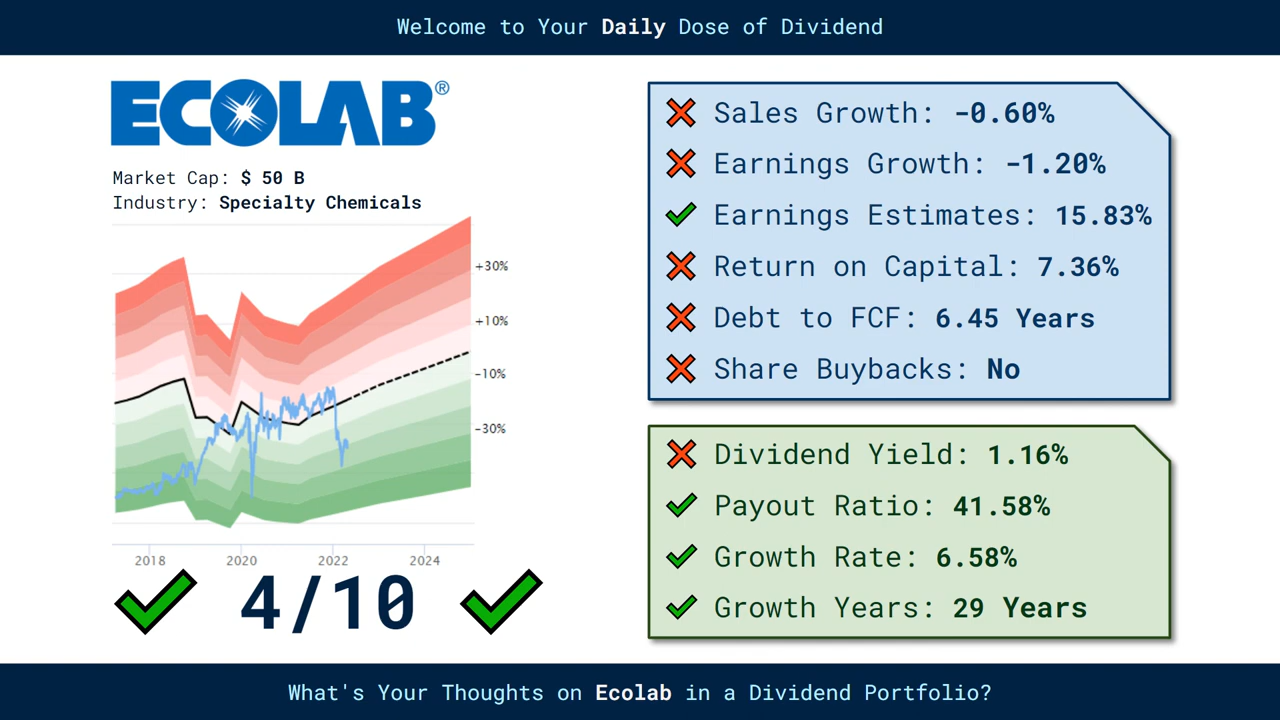 Welcome to Your Daily Dose of Dividend
ECOLAB®
Market Cap: $ 50 B
Industry: Specialty Chemicals
+30%
+10%
-10%
-30%
2018 2020 2022 2024
4/10
Sales Growth: -0.60%
Earnings Growth: -1.20%
Earnings Estimates: 15.83%
Return on Capital: 7.36%
Debt to FCF: 6.45 Years
Share Buybacks: No
Dividend Yield: 1.16%
Payout Ratio: 41.58%
Growth Rate: 6.58%
Growth Years: 29 Years
What's Your Thoughts on Ecolab in a Dividend Portfolio?